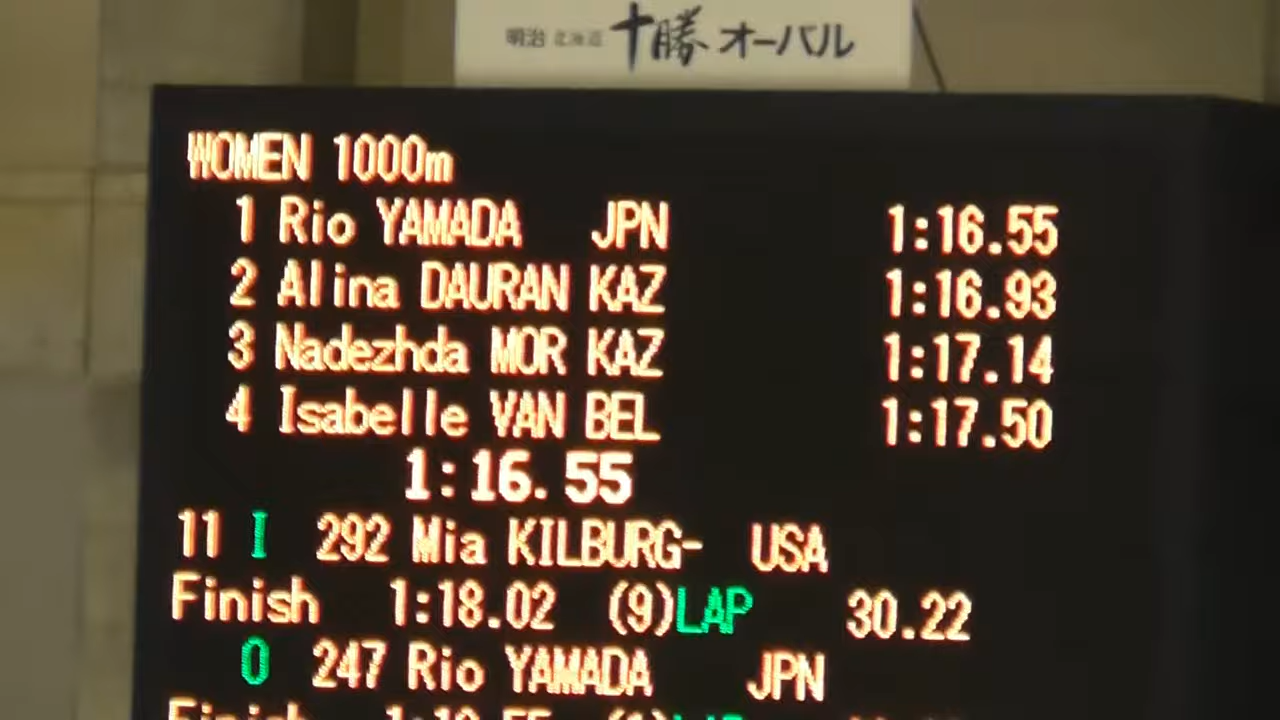 明治 北海道 十勝 オーバル
WOMEN 1000m
1 Rio YAMADA JPN 1:16.55
2 Alina DAURAN KAZ 1:16.93
3 Nadezhda MOR KAZ 1:17.14
4 Isabelle VAN BEL 1:17.50
1:16.55
11 I 292 Mia KILBURG- USA
Finish 1:18.02 (9)LAP 30.22
O 247 Rio YAMADA JPN
Finish